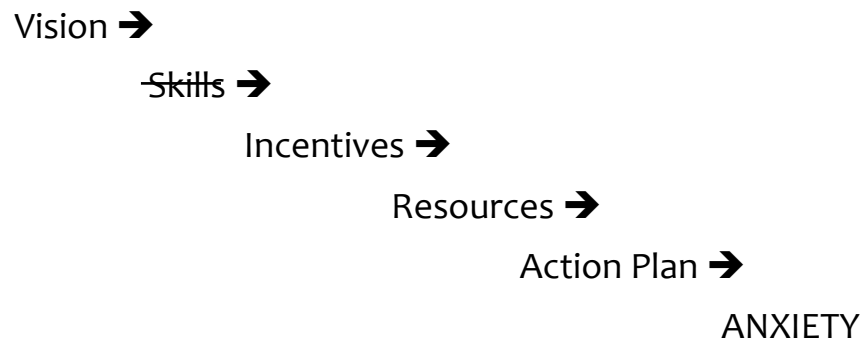 Vision ➔
Skills ➔
Incentives ➔
Resources ➔
Action Plan ➔
ANXIETY